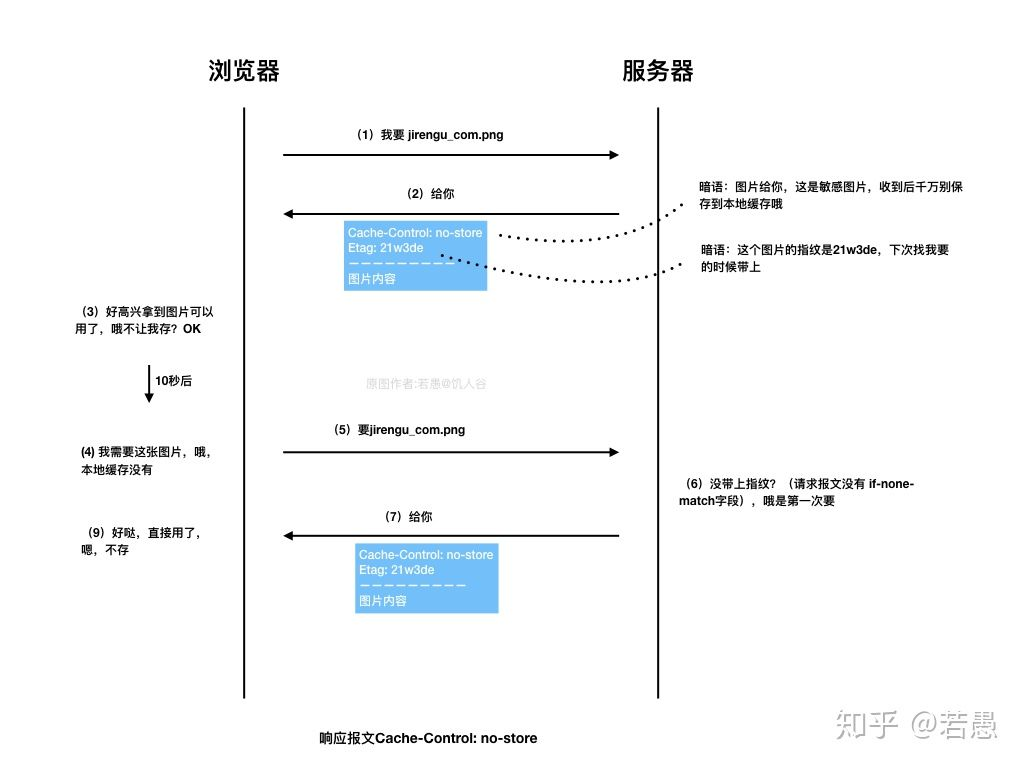 浏览器
服务器
（1）我要 jirengu_com.png
（2）给你
暗语：图片给你，这是敏感图片，收到后千万别保
存到本地缓存哦
Cache-Control: no-store
Etag: 21w3de
—————————
图片内容
暗语：这个图片的指纹是21w3de，下次找我要
的时候带上
（3）好高兴拿到图片可以
用了，哦不让我存？OK
10秒后
原图作者:若愚@饥人谷
（5）要jirengu_com.png
(4) 我需要这张图片，哦，
本地缓存没有
（6）没带上指纹？（请求报文没有 if-none-
match字段），哦是第一次要
（7）给你
（9）好哒，直接用了，
嗯，不存
Cache-Control: no-store
Etag: 21w3de
—————————
图片内容
响应报文Cache-Control: no-store
知乎 @若愚